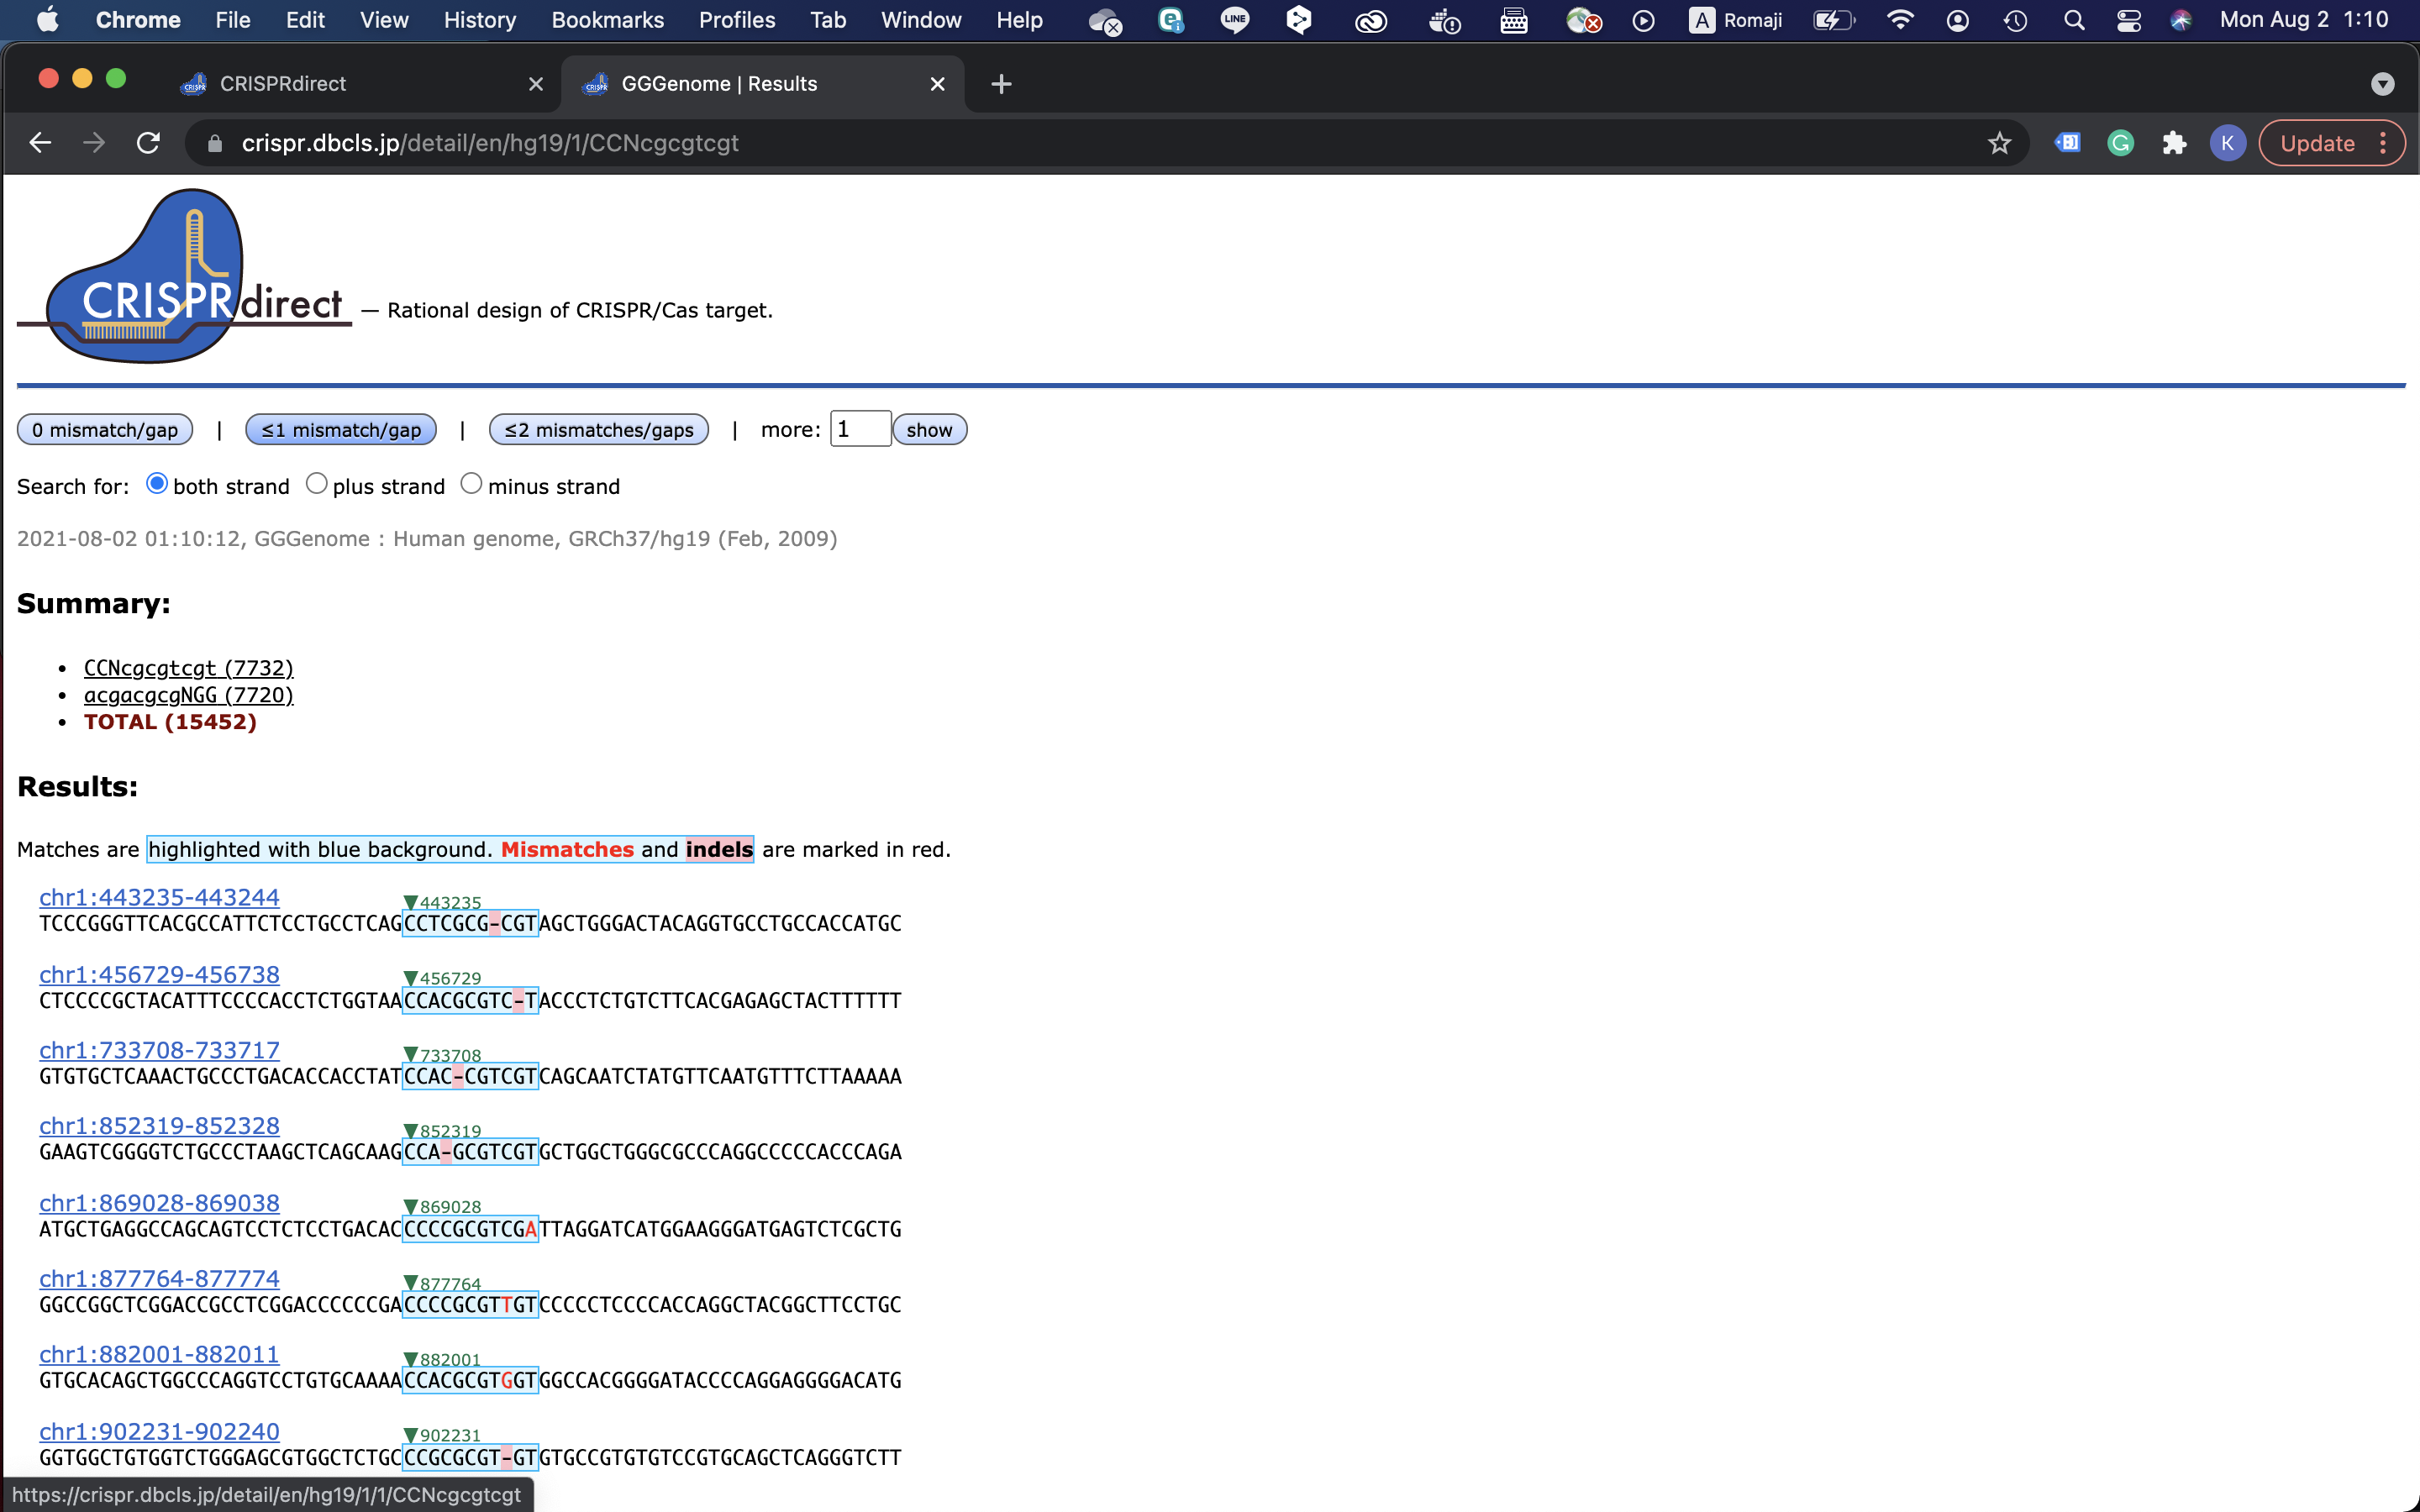 Chrome File Edit View History Bookmarks Profiles Tab Window Help LINE A Romaji Mon Aug 2 1:10
CRISPRdirect GGGenome | Results
crispr.dbcls.jp/detail/en/hg19/1/CCNcgcgtcgt K Update
CRISPRdirect — Rational design of CRISPR/Cas target.
0 mismatch/gap | ≤1 mismatch/gap | ≤2 mismatches/gaps | more: 1 show
Search for: both strand plus strand minus strand
2021-08-02 01:10:12, GGGenome : Human genome, GRCh37/hg19 (Feb, 2009)
Summary:
• CCNcgcgtcgt (7732)
• acgacgcgNGG (7720)
• TOTAL (15452)
Results:
Matches are highlighted with blue background. Mismatches and indels are marked in red.
chr1:443235-443244 ▼443235
TCCCGGGTTCACGCCATTCTCCTGCCTCAGCCTCGCG-CGTAGCTGGGACTACAGGTGCCTGCCACCATGC
chr1:456729-456738 ▼456729
CTCCCCGCTACATTTCCCCACCTCTGGTAACCACGCGTC-TACCCTCTGTCTTCACGAGAGCTACTTTTTT
chr1:733708-733717 ▼733708
GTGTGCTCAAACTGCCCTGACACCACCTATCCAC-CGTCGTCAGCAATCTATGTTCAATGTTTCTTAAAAA
chr1:852319-852328 ▼852319
GAAGTCGGGGTCTGCCCTAAGCTCAGCAAGCCA-GCGTCGTGCTGGCTGGGCGCCCAGGCCCCCACCCAGA
chr1:869028-869038 ▼869028
ATGCTGAGGCCAGCAGTCCTCTCCTGACACCCCCGCGTCGATTAGGATCATGGAAGGGATGAGTCTCGCTG
chr1:877764-877774 ▼877764
GGCCGGCTCGGACCGCCTCGGACCCCCCGACCCCGCGTTGTCCCCCTCCCCACCAGGCTACGGCTTCCTGC
chr1:882001-882011 ▼882001
GTGCACAGCTGGCCCAGGTCCTGTGCAAAACCACGCGTGGTGGCCACGGGGATACCCCAGGAGGGGACATG
chr1:902231-902240 ▼902231
GGTGGCTGTGGTCTGGGAGCGTGGCTCTGCCCGCGCGT-GTGTGCCGTGTGTCCGTGCAGCTCAGGGTCTT
https://crispr.dbcls.jp/detail/en/hg19/1/1/CCNcgcgtcgt